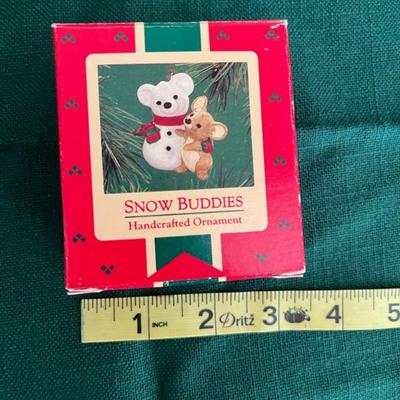 SNOW BUDDIES
Handcrafted Ornament
1 INCH 2 Dritz 3 4 5